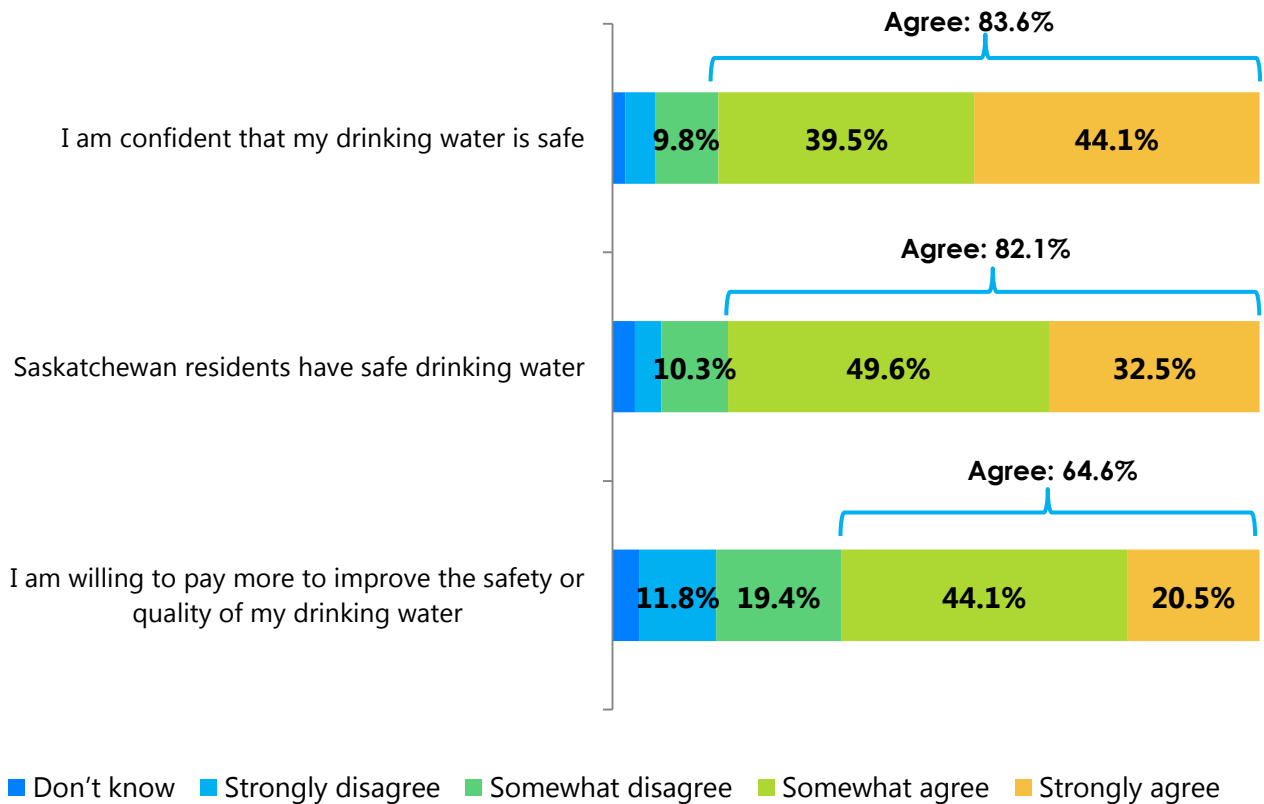 Agree: 83.6%
I am confident that my drinking water is safe
9.8% 39.5% 44.1%
Agree: 82.1%
Saskatchewan residents have safe drinking water
10.3% 49.6% 32.5%
Agree: 64.6%
I am willing to pay more to improve the safety or
quality of my drinking water
11.8% 19.4% 44.1% 20.5%
Don’t know Strongly disagree Somewhat disagree Somewhat agree Strongly agree